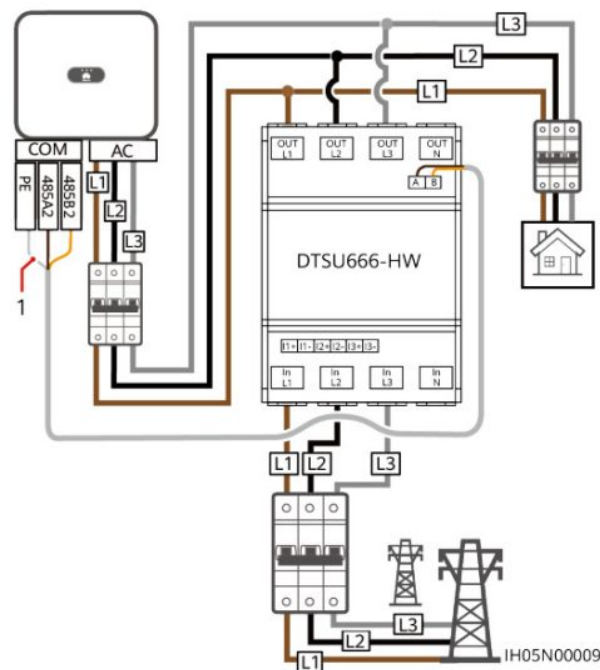 L3
L2
L1
COM
AC
PE
485A2
485B2
L1
L2
L3
1
OUT L1
OUT L2
OUT L3
OUT N
A B
DTSU666-HW
I1+ I1- I2+ I2- I3+ I3-
In L1
In L2
In L3
In N
L1
L2
L3
L3
L2
L1
IH05N00009